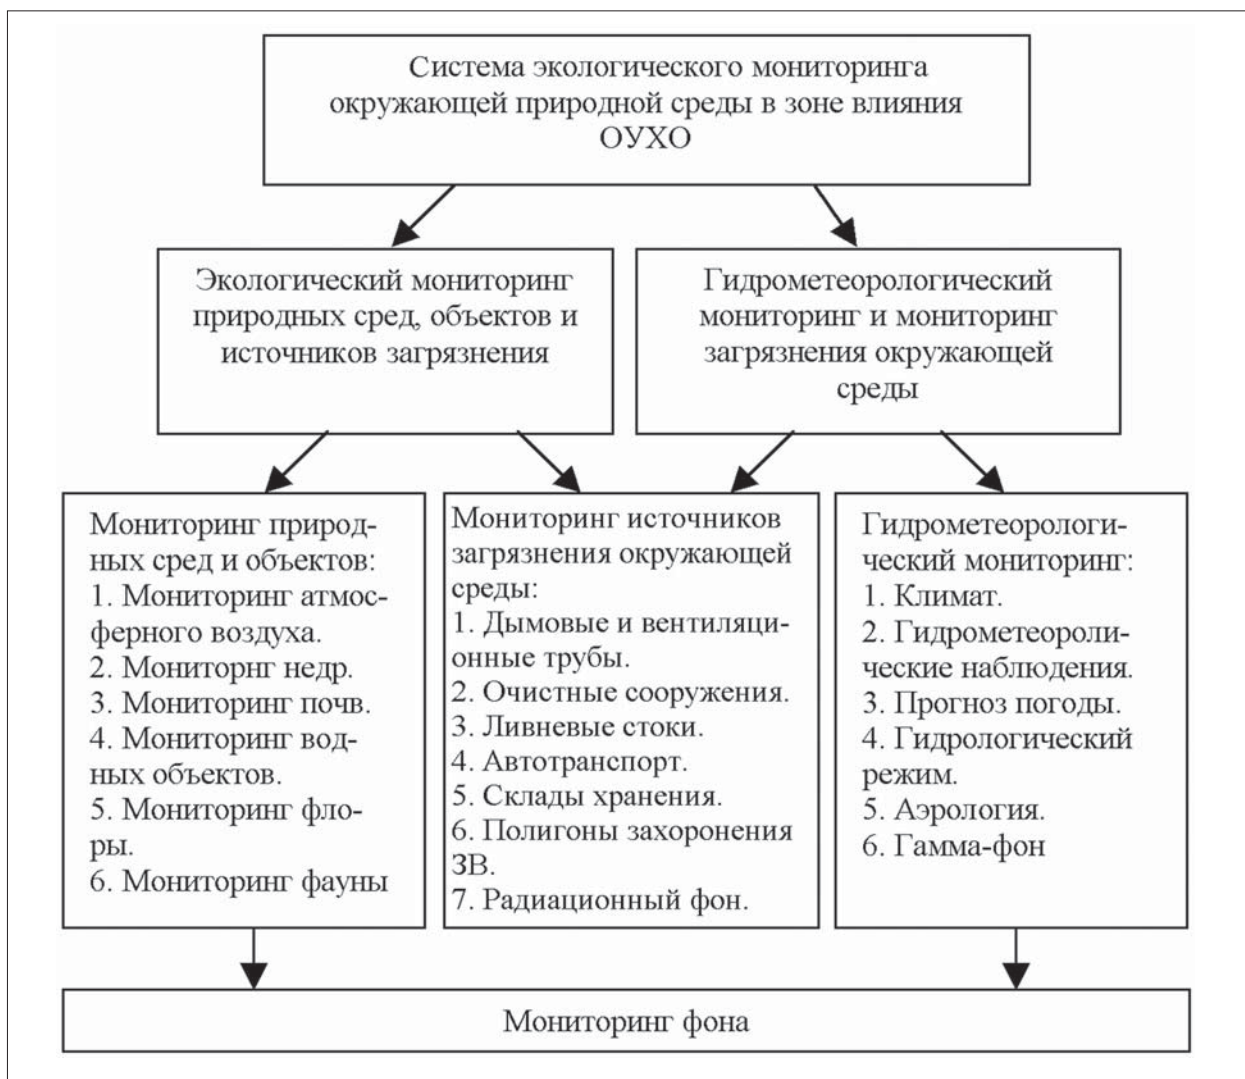 Система экологического мониторинга
окружающей природной среды в зоне влияния
ОУХО
Экологический мониторинг
природных сред, объектов и
источников загрязнения
Гидрометеорологический
мониторинг и мониторинг
загрязнения окружающей
среды
Мониторинг природ-
ных сред и объектов:
1. Мониторинг атмос-
ферного воздуха.
2. Мониторнг недр.
3. Мониторинг почв.
4. Мониторинг вод-
ных объектов.
5. Мониторинг фло-
ры.
6. Мониторинг фауны
Мониторинг источников
загрязнения окружающей
среды:
1. Дымовые и вентиляци-
онные трубы.
2. Очистные сооружения.
3. Ливневые стоки.
4. Автотранспорт.
5. Склады хранения.
6. Полигоны захоронения
ЗВ.
7. Радиационный фон.
Гидрометеорологи-
ческий мониторинг:
1. Климат.
2. Гидрометеороли-
ческие наблюдения.
3. Прогноз погоды.
4. Гидрологический
режим.
5. Аэрология.
6. Гамма-фон
Мониторинг фона